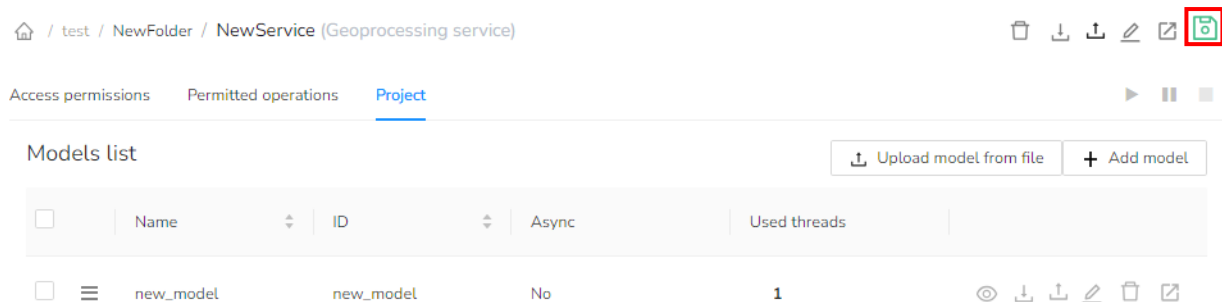 / test / NewFolder / NewService (Geoprocessing service)
Access permissions Permitted operations Project
Models list
Upload model from file + Add model
Name ID Async Used threads
new_model new_model No 1